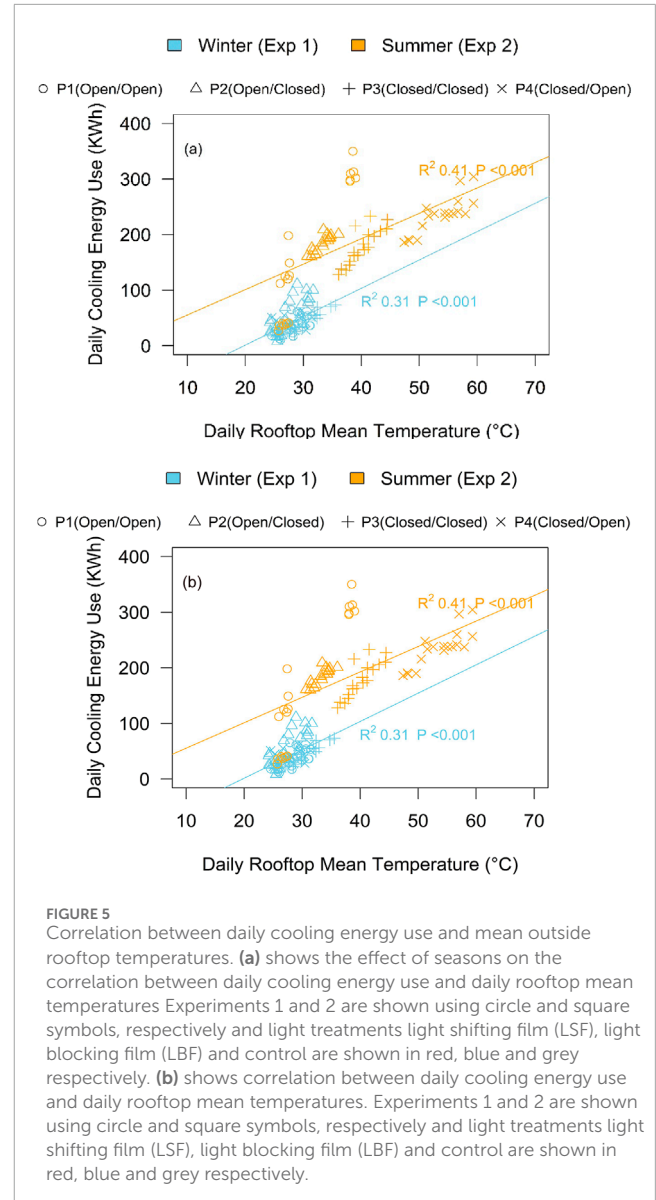 Winter (Exp 1) Summer (Exp 2)
○ P1(Open/Open) △ P2(Open/Closed) + P3(Closed/Closed) × P4(Closed/Open)
400
300
200
100
0
Daily Cooling Energy Use (KWh)
(a)
R² 0.41 P <0.001
R² 0.31 P <0.001
10 20 30 40 50 60 70
Daily Rooftop Mean Temperature (°C)
Winter (Exp 1) Summer (Exp 2)
○ P1(Open/Open) △ P2(Open/Closed) + P3(Closed/Closed) × P4(Closed/Open)
400
300
200
100
0
Daily Cooling Energy Use (KWh)
(b)
R² 0.41 P <0.001
R² 0.31 P <0.001
10 20 30 40 50 60 70
Daily Rooftop Mean Temperature (°C)
FIGURE 5
Correlation between daily cooling energy use and mean outside
rooftop temperatures. (a) shows the effect of seasons on the
correlation between daily cooling energy use and daily rooftop mean
temperatures Experiments 1 and 2 are shown using circle and square
symbols, respectively and light treatments light shifting film (LSF), light
blocking film (LBF) and control are shown in red, blue and grey
respectively. (b) shows correlation between daily cooling energy use
and daily rooftop mean temperatures. Experiments 1 and 2 are shown
using circle and square symbols, respectively and light treatments light
shifting film (LSF), light blocking film (LBF) and control are shown in
red, blue and grey respectively.